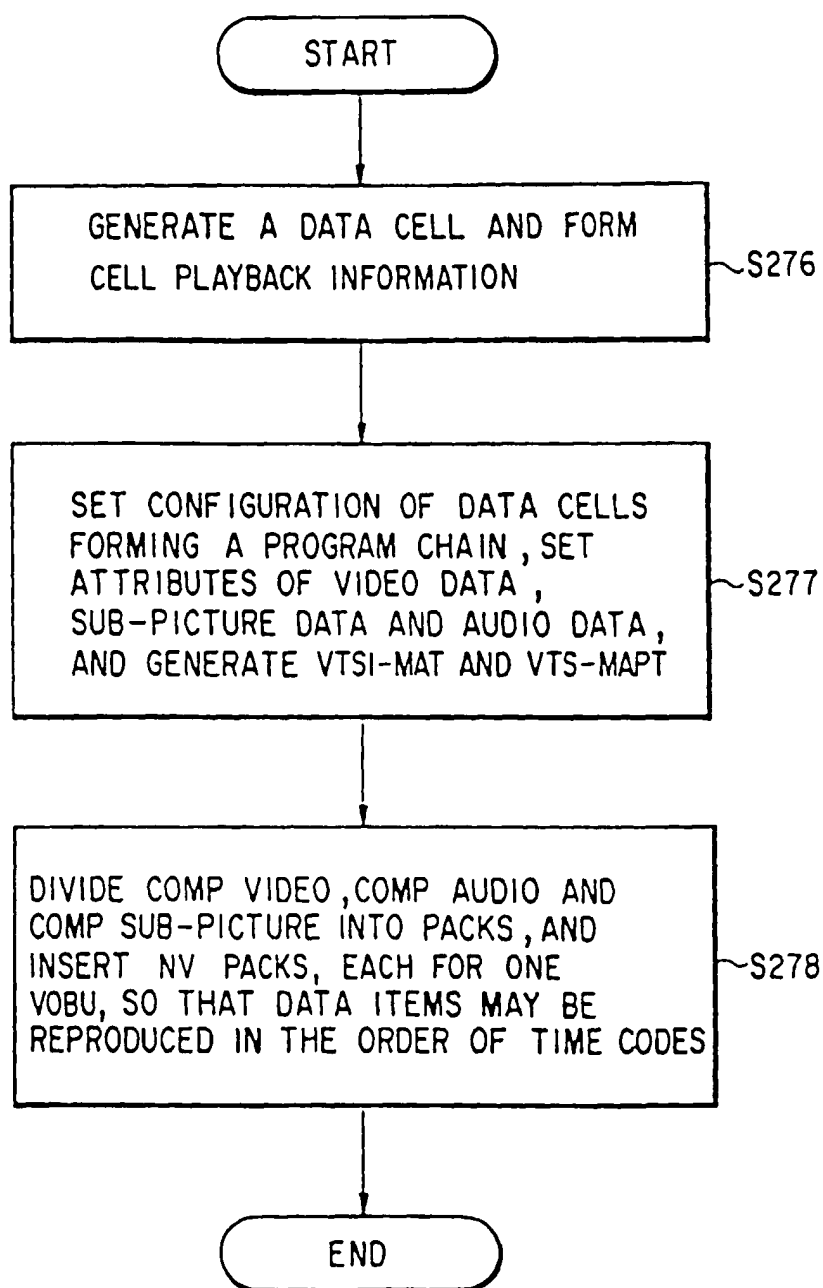 START
GENERATE A DATA CELL AND FORM
CELL PLAYBACK INFORMATION
S276
SET CONFIGURATION OF DATA CELLS
FORMING A PROGRAM CHAIN, SET
ATTRIBUTES OF VIDEO DATA,
SUB-PICTURE DATA AND AUDIO DATA,
AND GENERATE VTSI-MAT AND VTS-MAPT
S277
DIVIDE COMP VIDEO, COMP AUDIO AND
COMP SUB-PICTURE INTO PACKS, AND
INSERT NV PACKS, EACH FOR ONE
VOBU, SO THAT DATA ITEMS MAY BE
REPRODUCED IN THE ORDER OF TIME CODES
S278
END